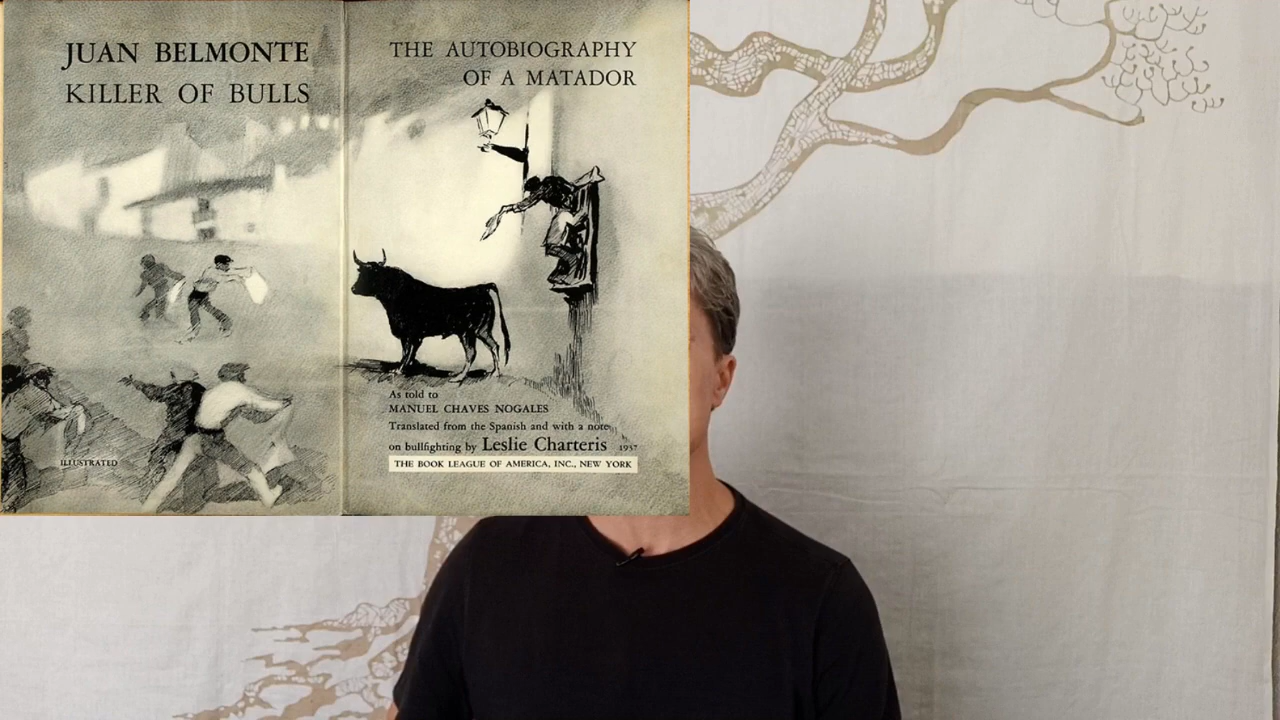 JUAN BELMONTE
KILLER OF BULLS
ILLUSTRATED
THE AUTOBIOGRAPHY
OF A MATADOR
As told to
MANUEL CHAVES NOGALES
Translated from the Spanish and with a note
on bullfighting by Leslie Charteris 1937
THE BOOK LEAGUE OF AMERICA, INC., NEW YORK